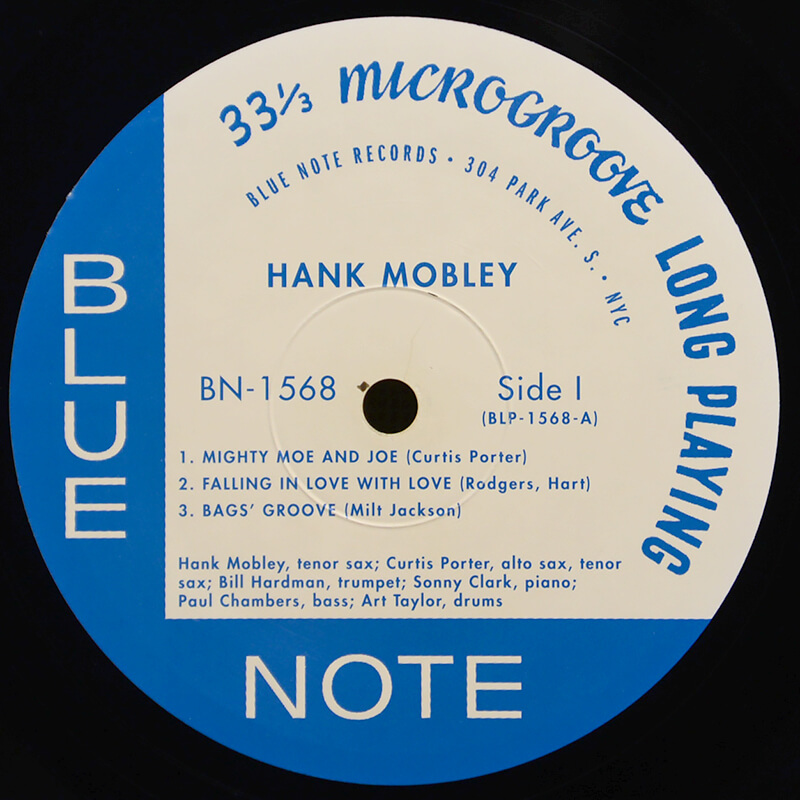 33⅓ MICROGROOVE LONG PLAYING
BLUE NOTE RECORDS • 304 PARK AVE. S. • NYC
HANK MOBLEY
BN-1568
Side I
(BLP-1568-A)
1. MIGHTY MOE AND JOE (Curtis Porter)
2. FALLING IN LOVE WITH LOVE (Rodgers, Hart)
3. BAGS' GROOVE (Milt Jackson)
Hank Mobley, tenor sax; Curtis Porter, alto sax, tenor
sax; Bill Hardman, trumpet; Sonny Clark, piano;
Paul Chambers, bass; Art Taylor, drums
BLUE
NOTE